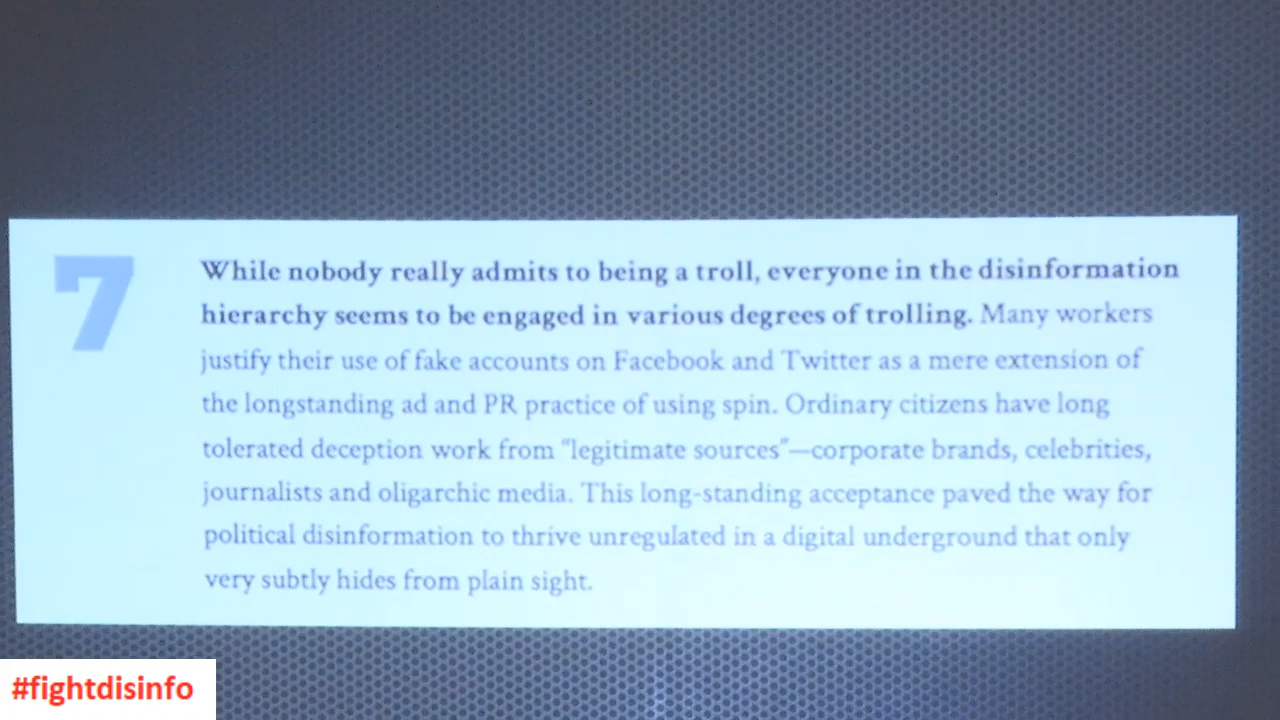 7
While nobody really admits to being a troll, everyone in the disinformation
hierarchy seems to be engaged in various degrees of trolling. Many workers
justify their use of fake accounts on Facebook and Twitter as a mere extension of
the longstanding ad and PR practice of using spin. Ordinary citizens have long
tolerated deception work from “legitimate sources”—corporate brands, celebrities,
journalists and oligarchic media. This long-standing acceptance paved the way for
political disinformation to thrive unregulated in a digital underground that only
very subtly hides from plain sight.
#fightdisinfo